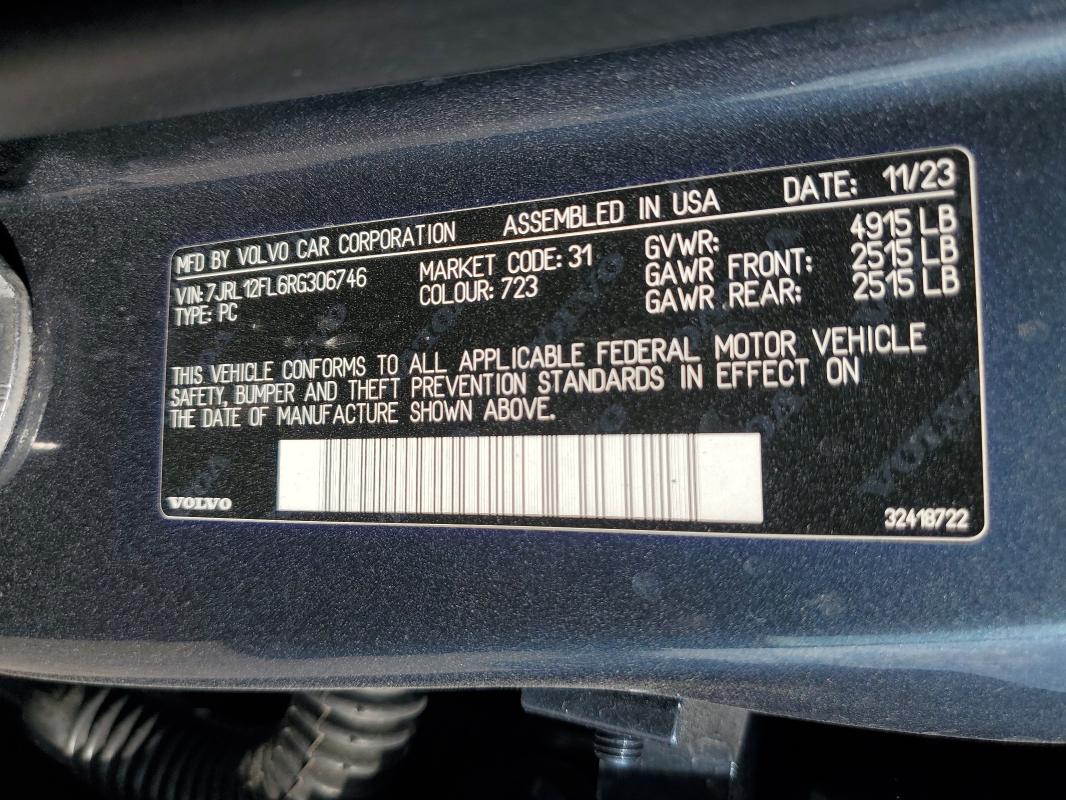 MFD BY VOLVO CAR CORPORATION ASSEMBLED IN USA DATE: 11/23
VIN: 7JRL12FL6RG306746 MARKET CODE: 31 GVWR: 4915 LB
TYPE: PC COLOUR: 723 GAWR FRONT: 2515 LB
GAWR REAR: 2515 LB
THIS VEHICLE CONFORMS TO ALL APPLICABLE FEDERAL MOTOR VEHICLE
SAFETY, BUMPER AND THEFT PREVENTION STANDARDS IN EFFECT ON
THE DATE OF MANUFACTURE SHOWN ABOVE.
VOLVO
32418722